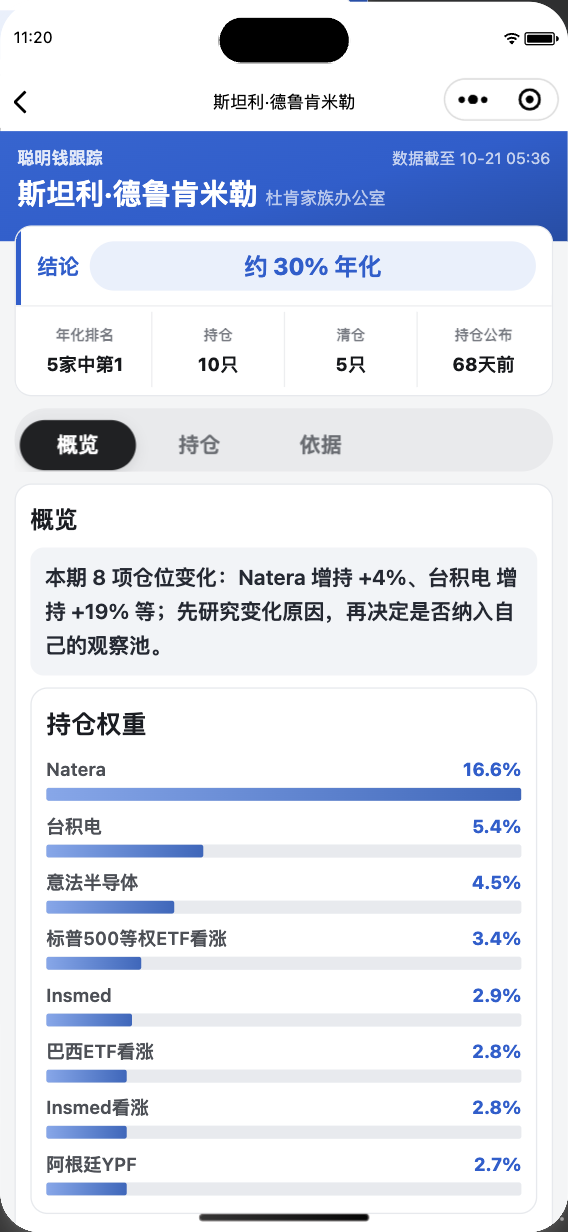 11:20
斯坦利·德鲁肯米勒
聪明钱跟踪
数据截至 10-21 05:36
斯坦利·德鲁肯米勒 杜肯家族办公室
结论 约 30% 年化
年化排名 持仓 清仓 持仓公布
5家中第1 10只 5只 68天前
概览 持仓 依据
概览
本期 8 项仓位变化：Natera 增持 +4%、台积电 增
持 +19% 等；先研究变化原因，再决定是否纳入自
己的观察池。
持仓权重
Natera 16.6%
台积电 5.4%
意法半导体 4.5%
标普500等权ETF看涨 3.4%
Insmed 2.9%
巴西ETF看涨 2.8%
Insmed看涨 2.8%
阿根廷YPF 2.7%